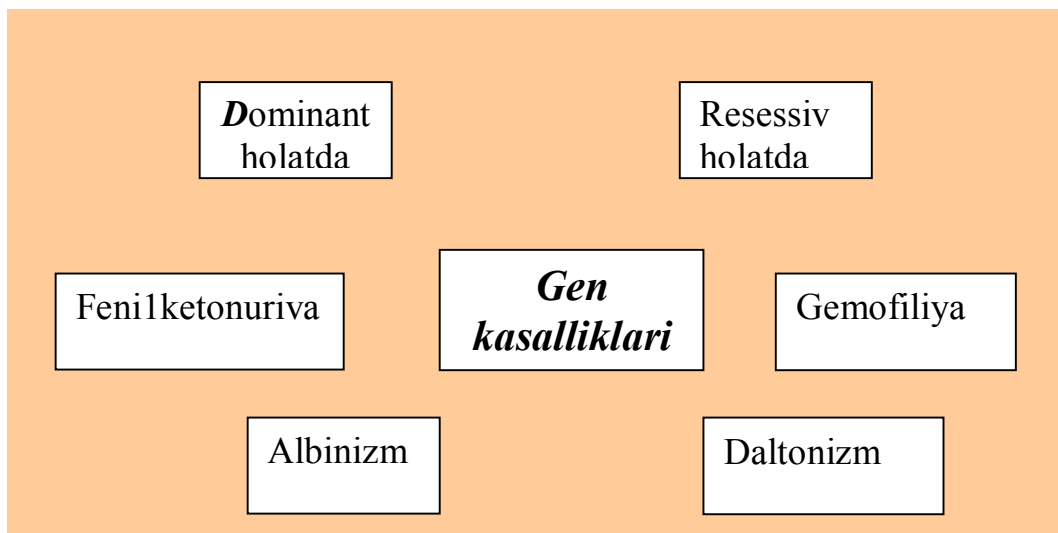 Dominant
holatda
Resessiv
holatda
Gen
kasalliklari
Feni1ketonuriva
Gemofiliya
Albinizm
Daltonizm